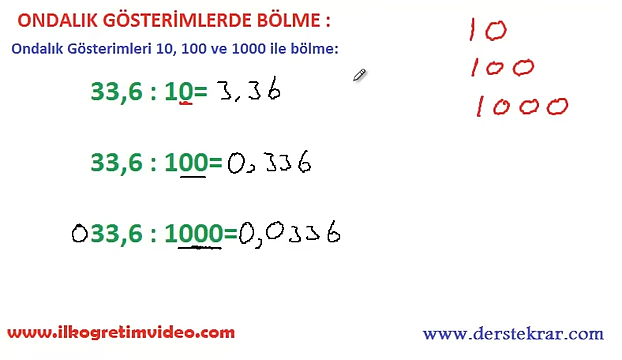 ONDALIK GÖSTERİMLERDE BÖLME :
Ondalık Gösterimleri 10, 100 ve 1000 ile bölme:
10
100
1000
33,6 : 10= 3,36
33,6 : 100= 0,336
033,6 : 1000=0,0336
www.ilkogretimvideo.com
www.derstekrar.com